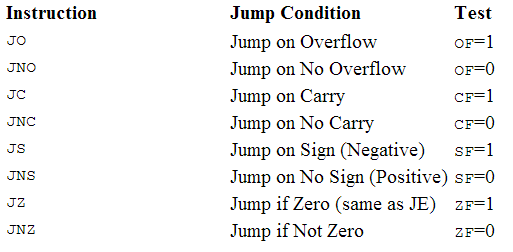 Instruction Jump Condition Test
JO Jump on Overflow OF=1
JNO Jump on No Overflow OF=0
JC Jump on Carry CF=1
JNC Jump on No Carry CF=0
JS Jump on Sign (Negative) SF=1
JNS Jump on No Sign (Positive) SF=0
JZ Jump if Zero (same as JE) ZF=1
JNZ Jump if Not Zero ZF=0